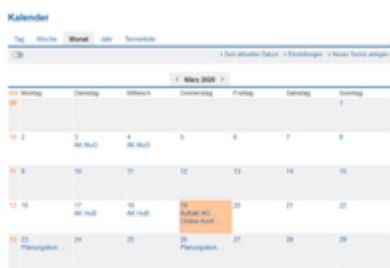 Kalender
Tag Woche Monat Jahr Terminliste
› Zum aktuellen Datum › Einstellungen › Neuen Termin anlegen
‹ März 2020 ›
KW Montag Dienstag Mittwoch Donnerstag Freitag Samstag Sonntag
09 1
10 2 3 4 5 6 7 8
AK MuG AK MuG
11 9 10 11 12 13 14 15
12 16 17 18 19 20 21 22
AK HuB AK HuB Auftakt AG ...
Online-Konf ...
13 23 24 25 26 27 28 29
Planungskon ... Planungskon ...